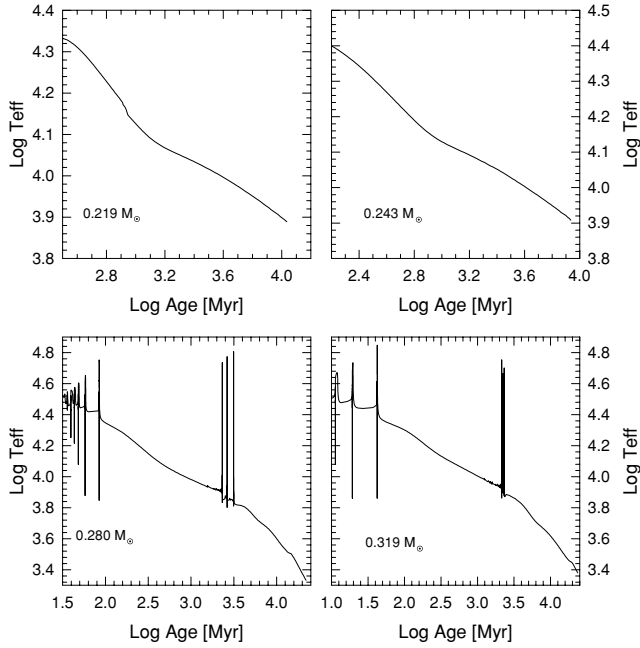 4.4
4.3
4.2
4.1
4.0
3.9
3.8
Log Teff
0.219 M⊙
2.8 3.2 3.6 4.0
Log Age [Myr]
4.5
4.4
4.3
4.2
4.1
4.0
3.9
3.8
Log Teff
0.243 M⊙
2.4 2.8 3.2 3.6 4.0
Log Age [Myr]
4.8
4.6
4.4
4.2
4.0
3.8
3.6
3.4
Log Teff
0.280 M⊙
1.5 2.0 2.5 3.0 3.5 4.0
Log Age [Myr]
4.8
4.6
4.4
4.2
4.0
3.8
3.6
3.4
Log Teff
0.319 M⊙
1.0 1.5 2.0 2.5 3.0 3.5 4.0
Log Age [Myr]